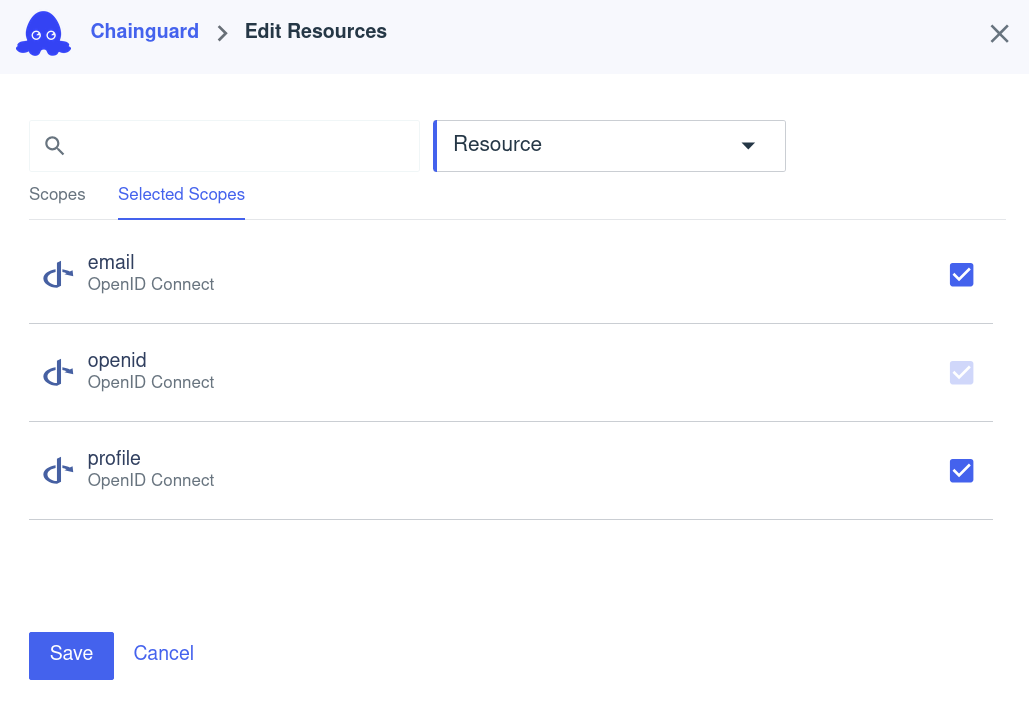 Chainguard > Edit Resources
Resource
Scopes Selected Scopes
email
OpenID Connect
openid
OpenID Connect
profile
OpenID Connect
Save Cancel